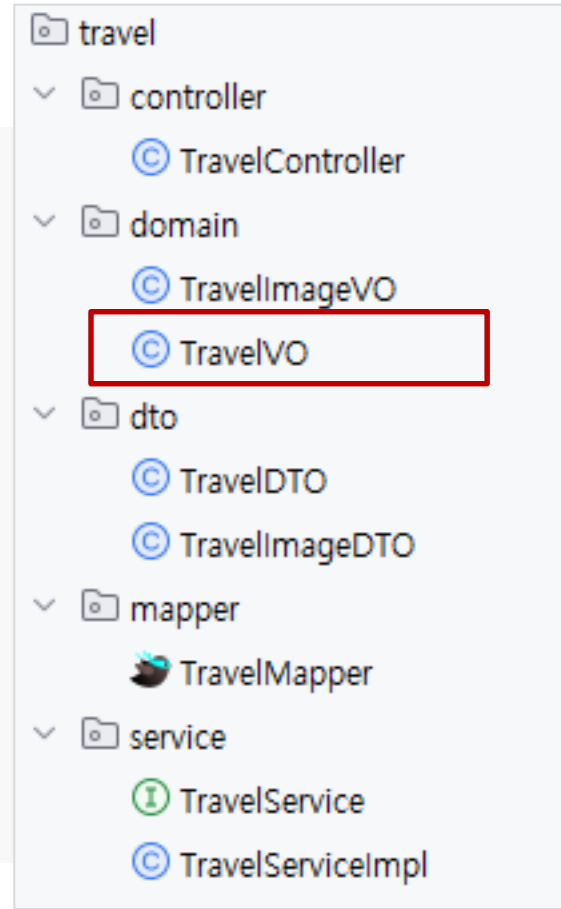 travel
controller
C TravelController
domain
C TravelImageVO
C TravelVO
dto
C TravelDTO
C TravelImageDTO
mapper
TravelMapper
service
I TravelService
C TravelServiceImpl